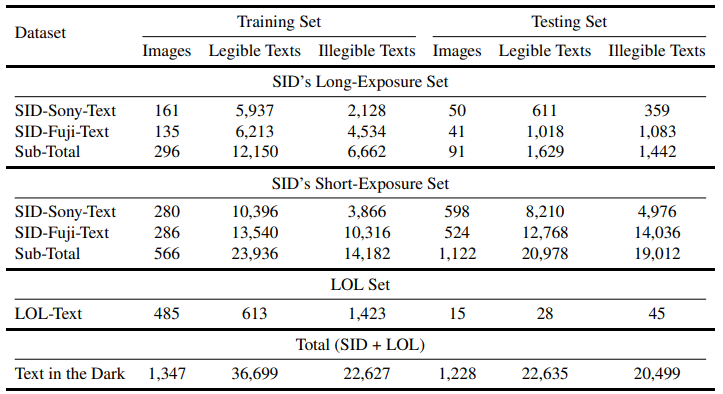 Dataset Training Set Testing Set
Images Legible Texts Illegible Texts Images Legible Texts Illegible Texts
SID's Long-Exposure Set
SID-Sony-Text 161 5,937 2,128 50 611 359
SID-Fuji-Text 135 6,213 4,534 41 1,018 1,083
Sub-Total 296 12,150 6,662 91 1,629 1,442
SID's Short-Exposure Set
SID-Sony-Text 280 10,396 3,866 598 8,210 4,976
SID-Fuji-Text 286 13,540 10,316 524 12,768 14,036
Sub-Total 566 23,936 14,182 1,122 20,978 19,012
LOL Set
LOL-Text 485 613 1,423 15 28 45
Total (SID + LOL)
Text in the Dark 1,347 36,699 22,627 1,228 22,635 20,499